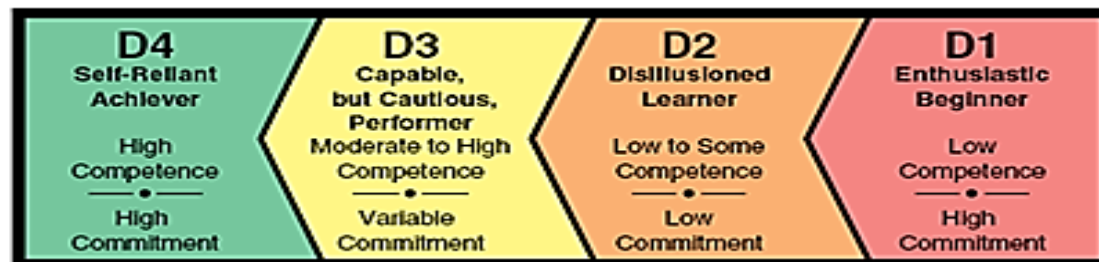 D4
Self-Reliant
Achiever
High
Competence
High
Commitment
D3
Capable,
but Cautious,
Performer
Moderate to High
Competence
Variable
Commitment
D2
Disillusioned
Learner
Low to Some
Competence
Low
Commitment
D1
Enthusiastic
Beginner
Low
Competence
High
Commitment